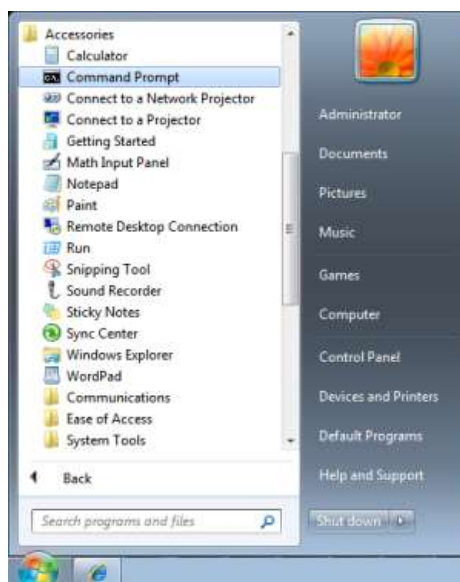 Accessories
Calculator
Command Prompt
Connect to a Network Projector
Connect to a Projector
Getting Started
Math Input Panel
Notepad
Paint
Remote Desktop Connection
Run
Snipping Tool
Sound Recorder
Sticky Notes
Sync Center
Windows Explorer
WordPad
Communications
Ease of Access
System Tools
Back
Search programs and files
Administrator
Documents
Pictures
Music
Games
Computer
Control Panel
Devices and Printers
Default Programs
Help and Support
Shut down